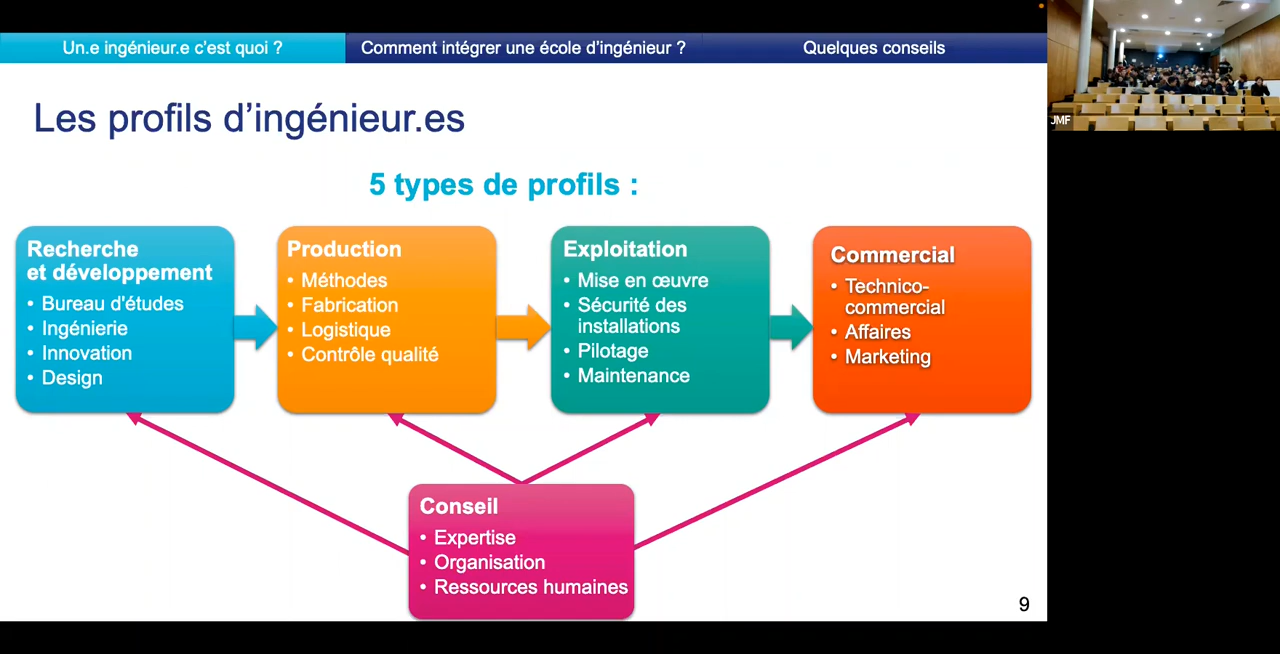 Un.e ingénieur.e c'est quoi ?
Comment intégrer une école d'ingénieur ?
Quelques conseils
JMF
Les profils d'ingénieur.es
5 types de profils :
Recherche
et développement
• Bureau d'études
• Ingénierie
• Innovation
• Design
Production
• Méthodes
• Fabrication
• Logistique
• Contrôle qualité
Exploitation
• Mise en œuvre
• Sécurité des
installations
• Pilotage
• Maintenance
Commercial
• Technico-
commercial
• Affaires
• Marketing
Conseil
• Expertise
• Organisation
• Ressources humaines
9